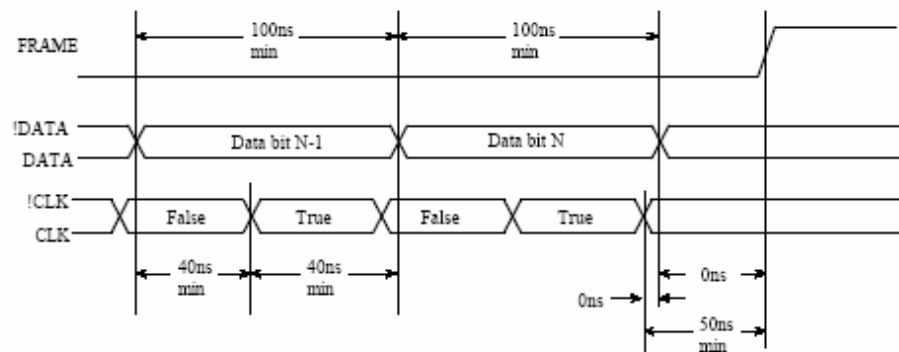 100ns
min
100ns
min
FRAME
!DATA
DATA
Data bit N-1
Data bit N
!CLK
CLK
False
True
False
True
40ns
min
40ns
min
0ns
0ns
50ns
min